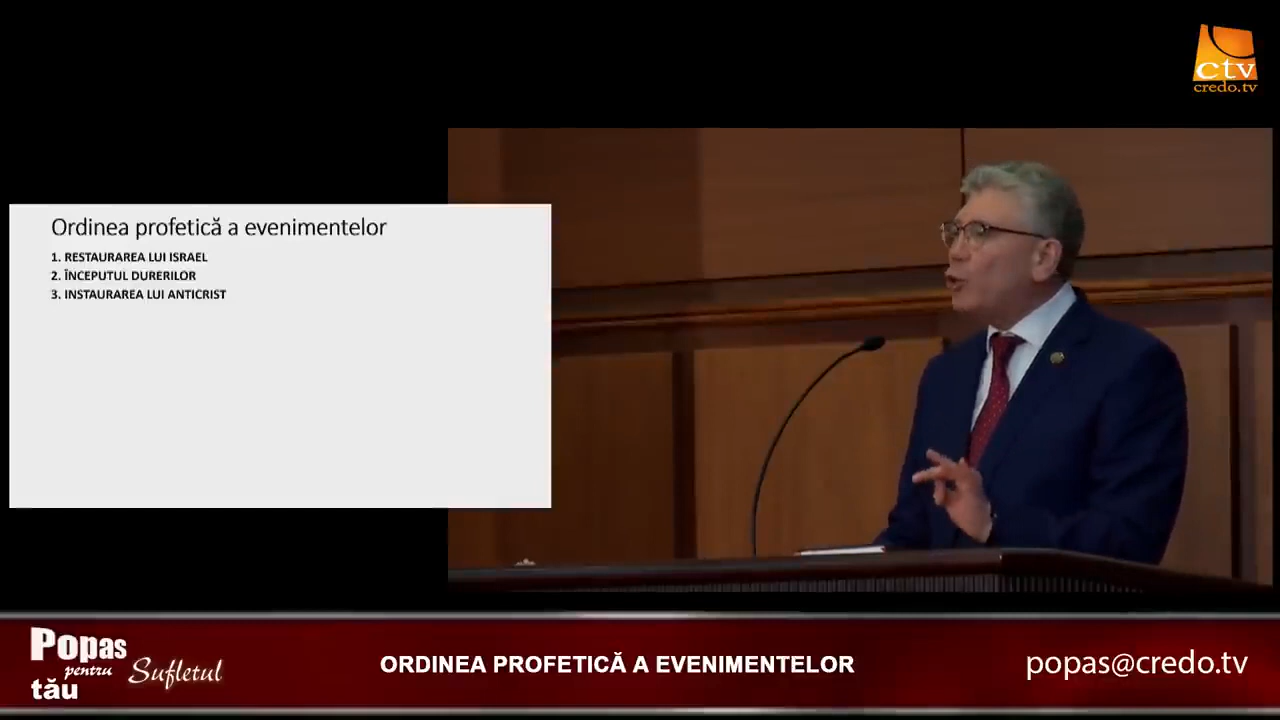 ctv
credo.tv
Ordinea profetică a evenimentelor
1. RESTAURAREA LUI ISRAEL
2. ÎNCEPUTUL DURERILOR
3. INSTAURAREA LUI ANTICRIST
Popas
pentru
Sufletul
tău
ORDINEA PROFETICĂ A EVENIMENTELOR
popas@credo.tv